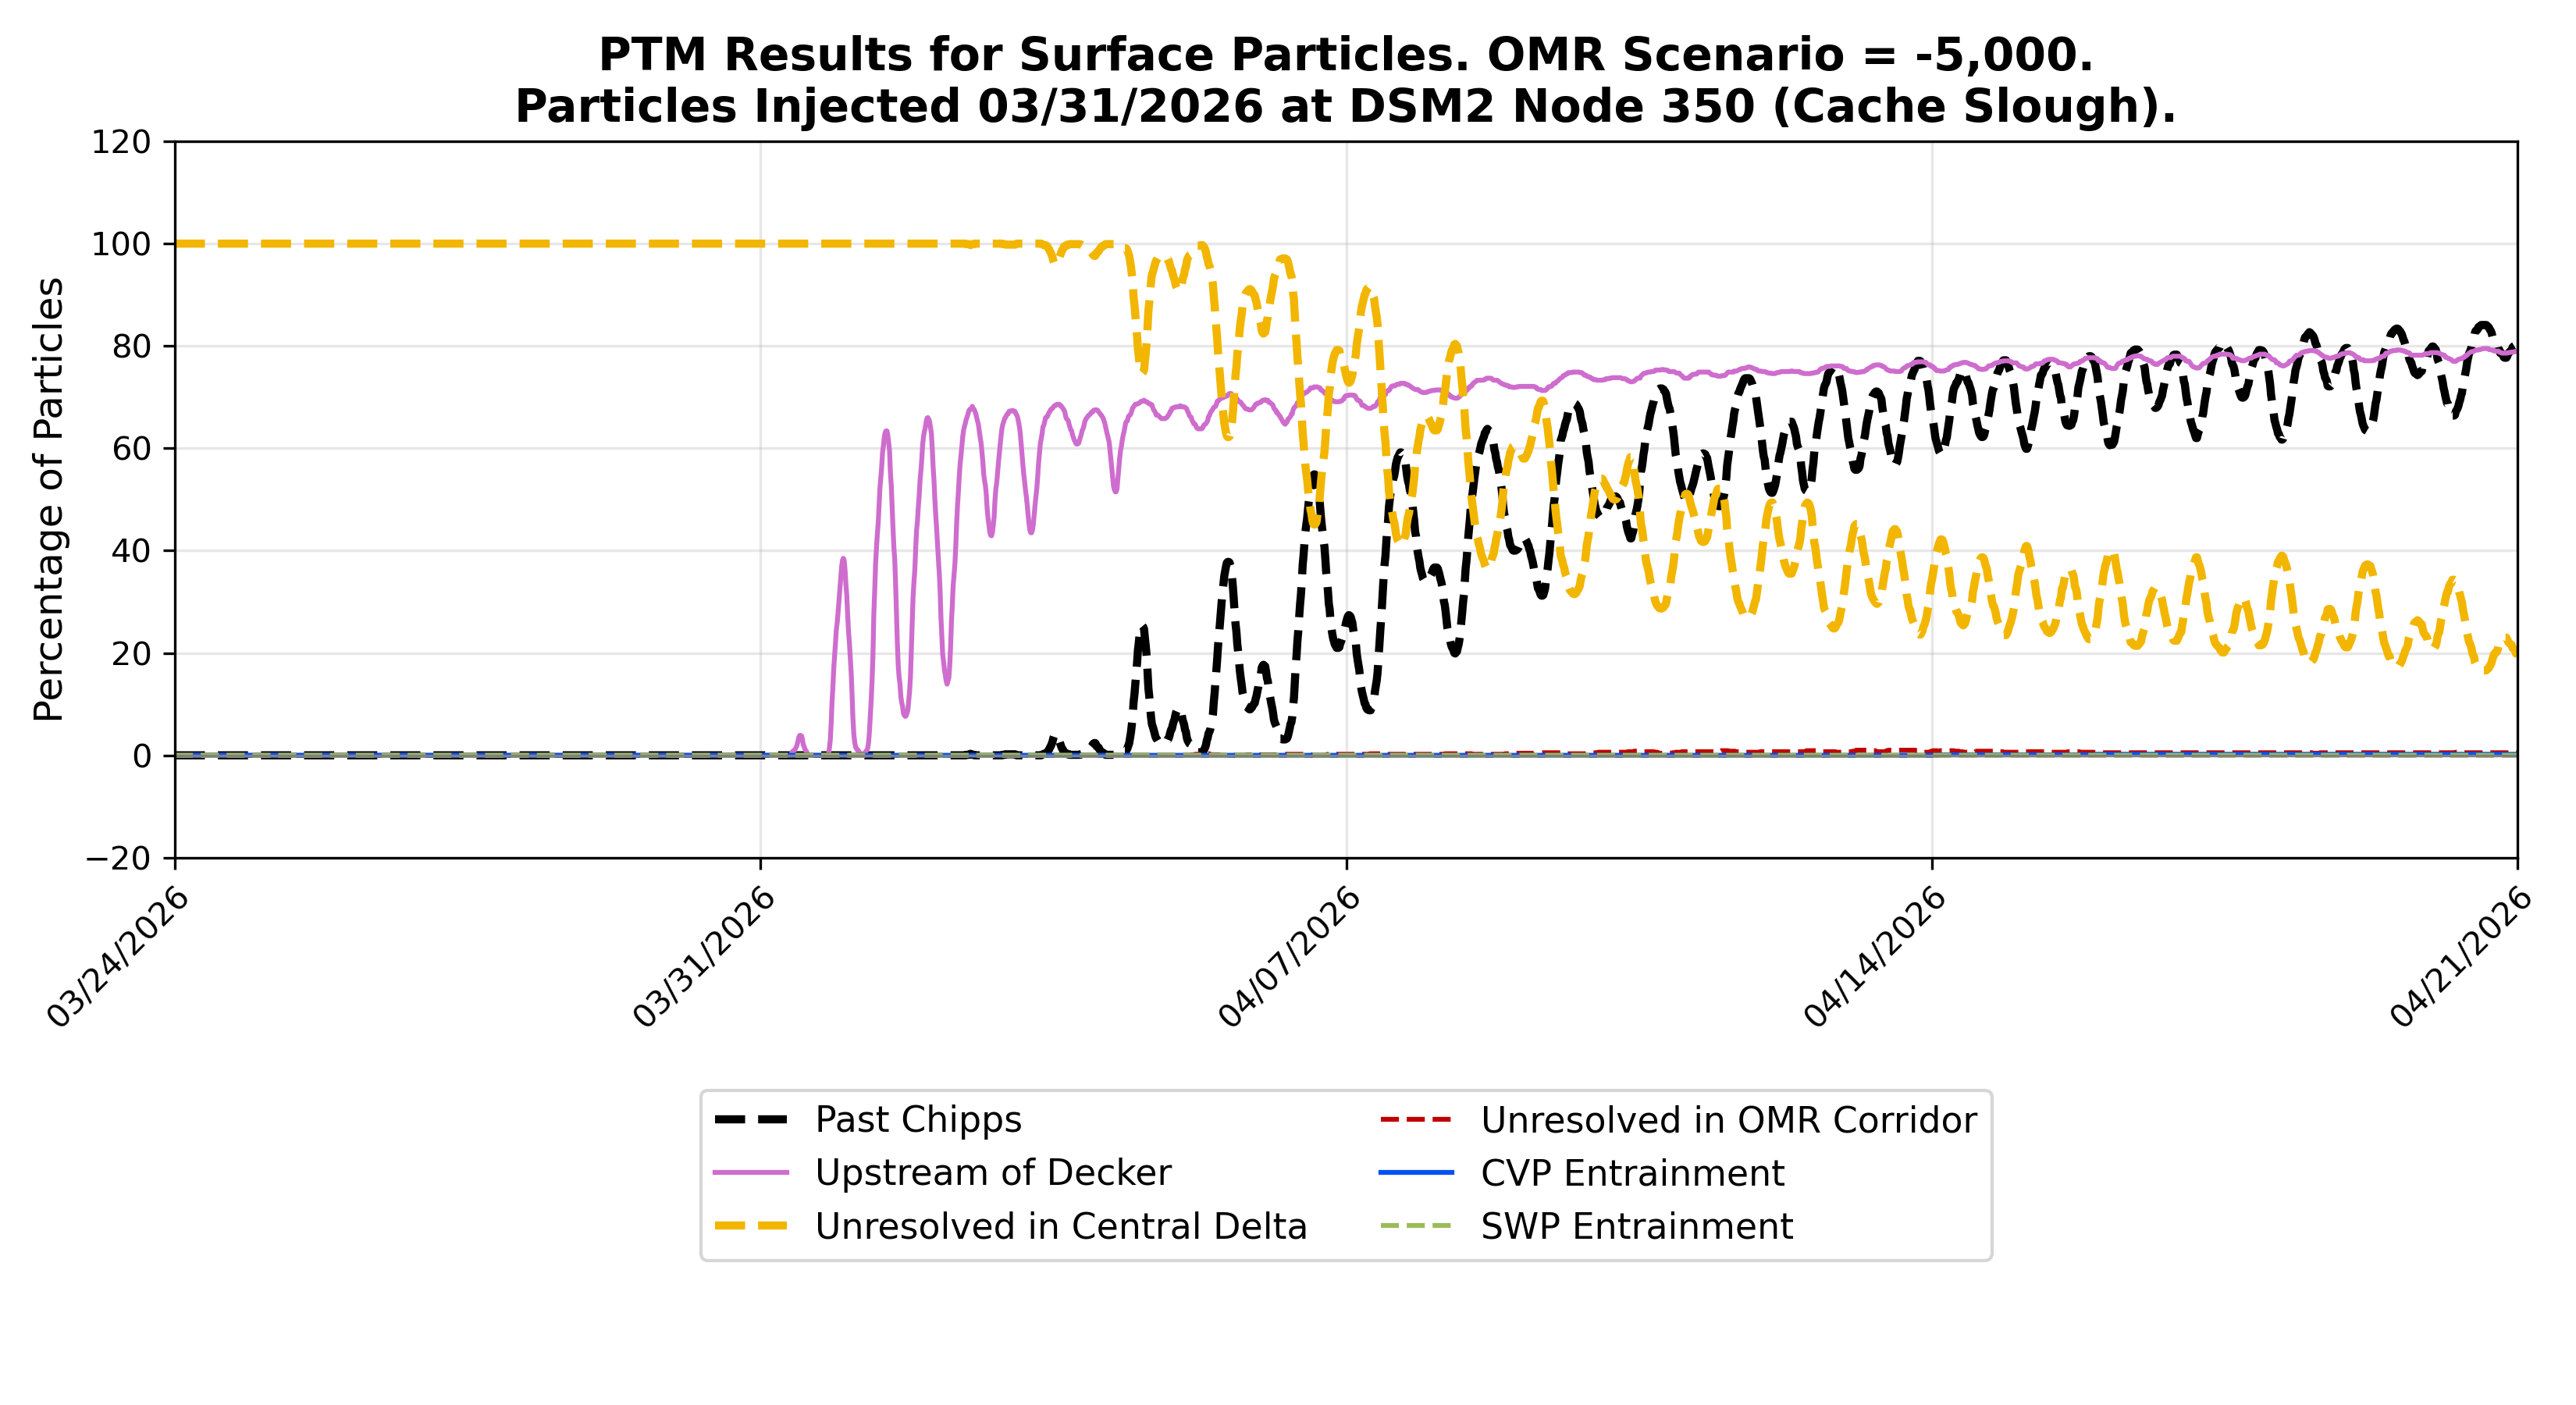 PTM Results for Surface Particles. OMR Scenario = -5,000.
Particles Injected 03/31/2026 at DSM2 Node 350 (Cache Slough).
Percentage of Particles
120
100
80
60
40
20
0
−20
03/24/2026
03/31/2026
04/07/2026
04/14/2026
04/21/2026
Past Chipps
Upstream of Decker
Unresolved in Central Delta
Unresolved in OMR Corridor
CVP Entrainment
SWP Entrainment